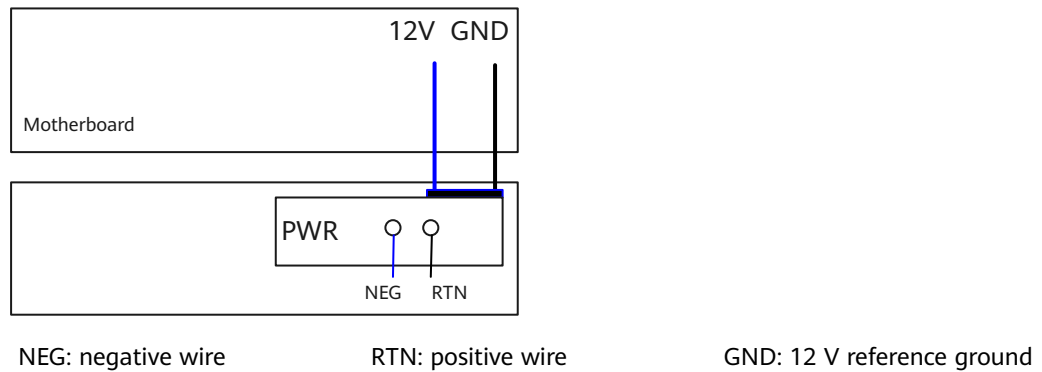 12V GND
Motherboard
PWR
NEG RTN
NEG: negative wire RTN: positive wire GND: 12 V reference ground